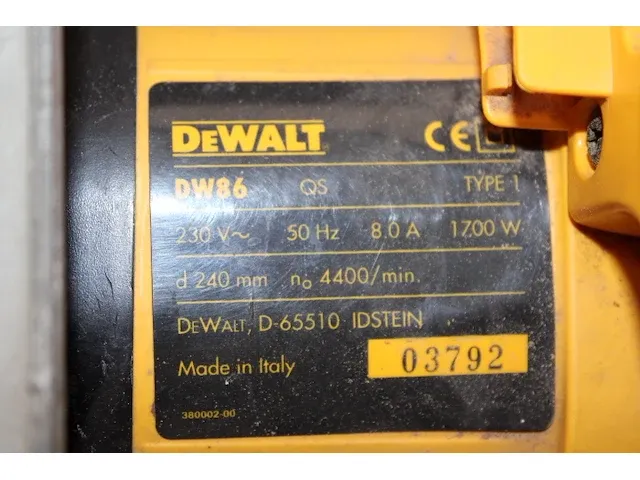 DEWALT CE
DW86 QS TYPE 1
230 V~ 50 Hz 8.0 A 1700 W
d 240 mm no 4400/min.
DEWALT, D-65510 IDSTEIN
Made in Italy 03792
380002-00